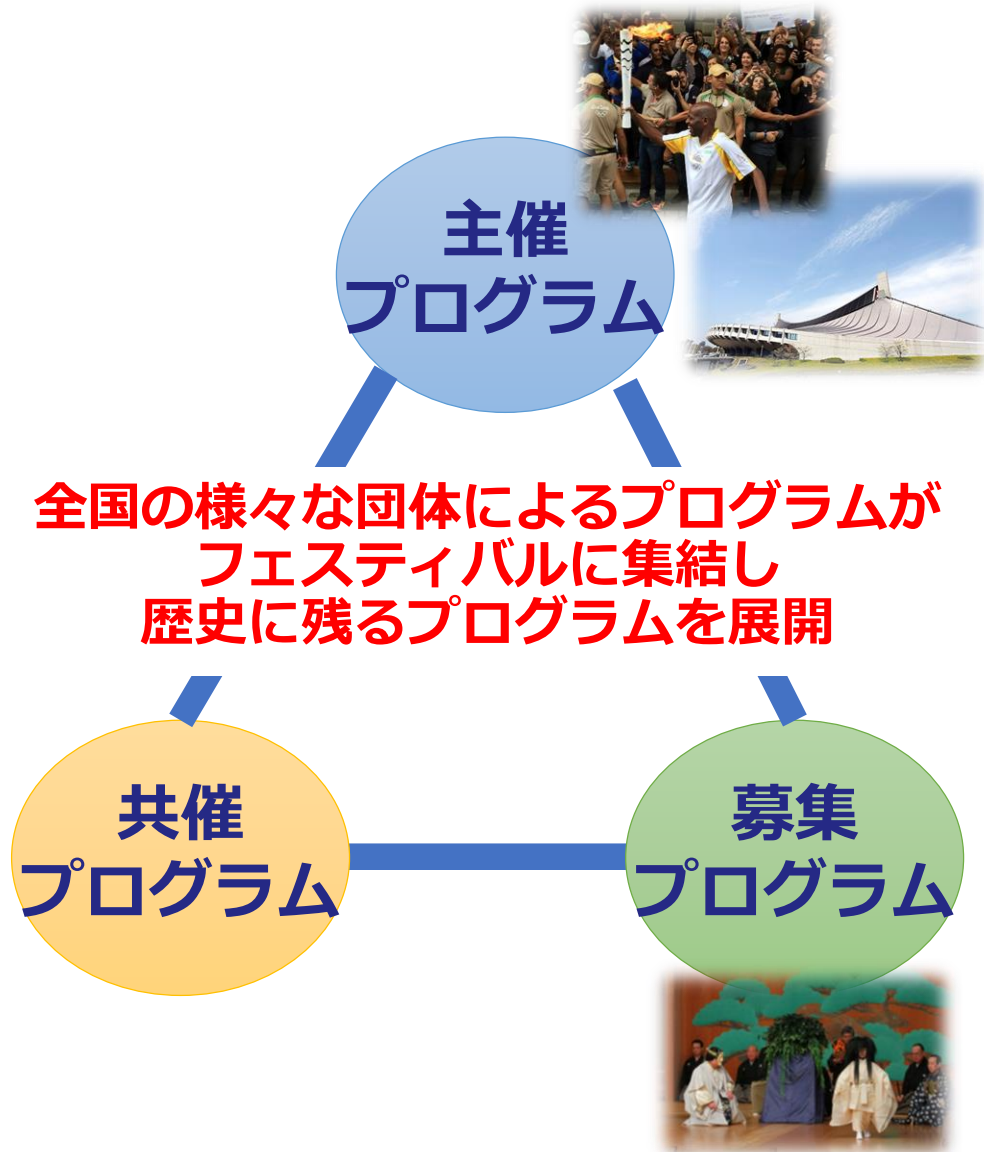 主催
プログラム
全国の様々な団体によるプログラムが
フェスティバルに集結し
歴史に残るプログラムを展開
共催
プログラム
募集
プログラム